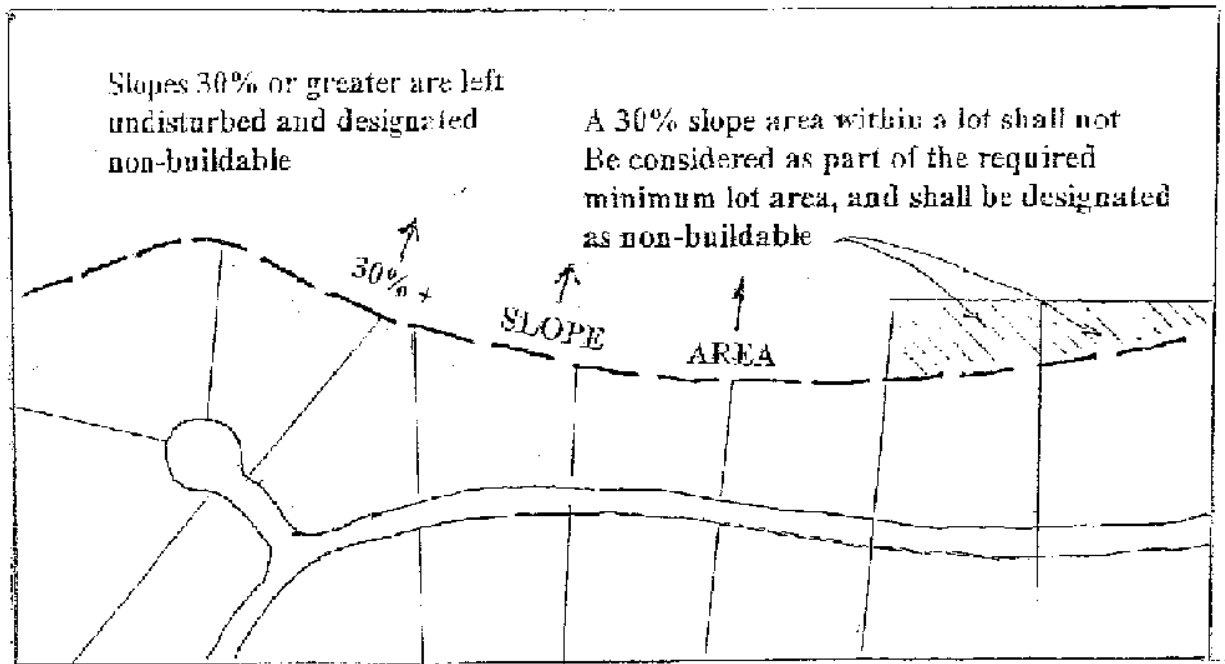 Slopes 30% or greater are left
undisturbed and designated
non-buildable
A 30% slope area within a lot shall not
Be considered as part of the required
minimum lot area, and shall be designated
as non-buildable
30% +
SLOPE
AREA